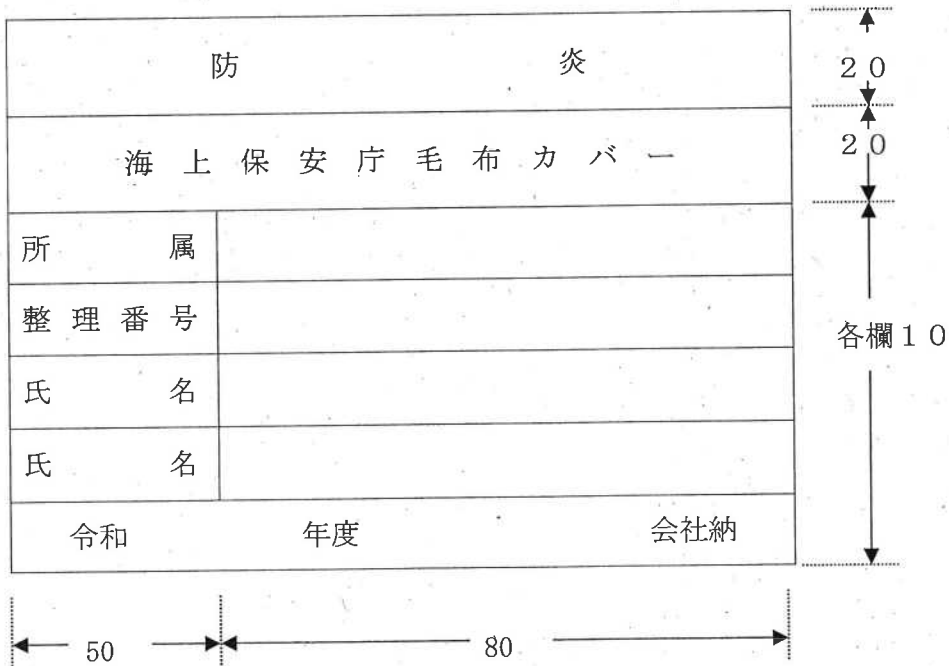 防 炎
20
海上保安庁毛布カバー
20
所 属
整理番号
氏 名
氏 名
各欄10
令和 年度 会社納
50 80